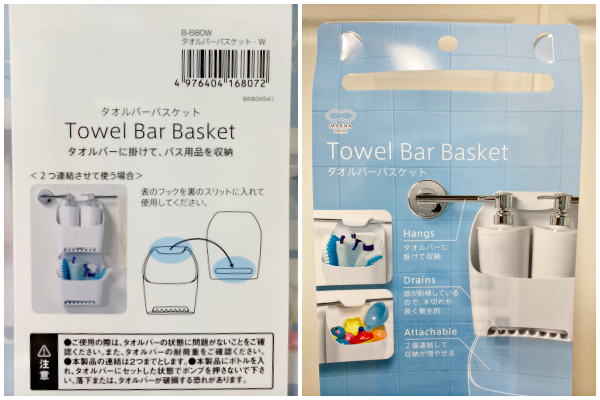 B-680W
タオルバーバスケット・W
4 976404 168072
B680X541
タオルバーバスケット
Towel Bar Basket
タオルバーに掛けて、バス用品を収納
＜2つ連結させて使う場合＞
表のフックを裏のスリットに入れて
使用してください。
注意
●ご使用の際は、タオルバーの状態に問題がないことをご確
認ください。また、タオルバーの耐荷重をご確認ください。
●本製品の連結は2つまでとします。●本製品にボトルを入
れ、タオルバーにセットした状態でポンプを押さないで下さ
い。落下または、タオルバーが破損する恐れがあります。
MARNA
Towel Bar Basket
タオルバーバスケット
Hangs
タオルバーに
掛けて収納
Drains
底が前傾している
ので、水切れが
良く衛生的
Attachable
2個連結して
収納が増やせる